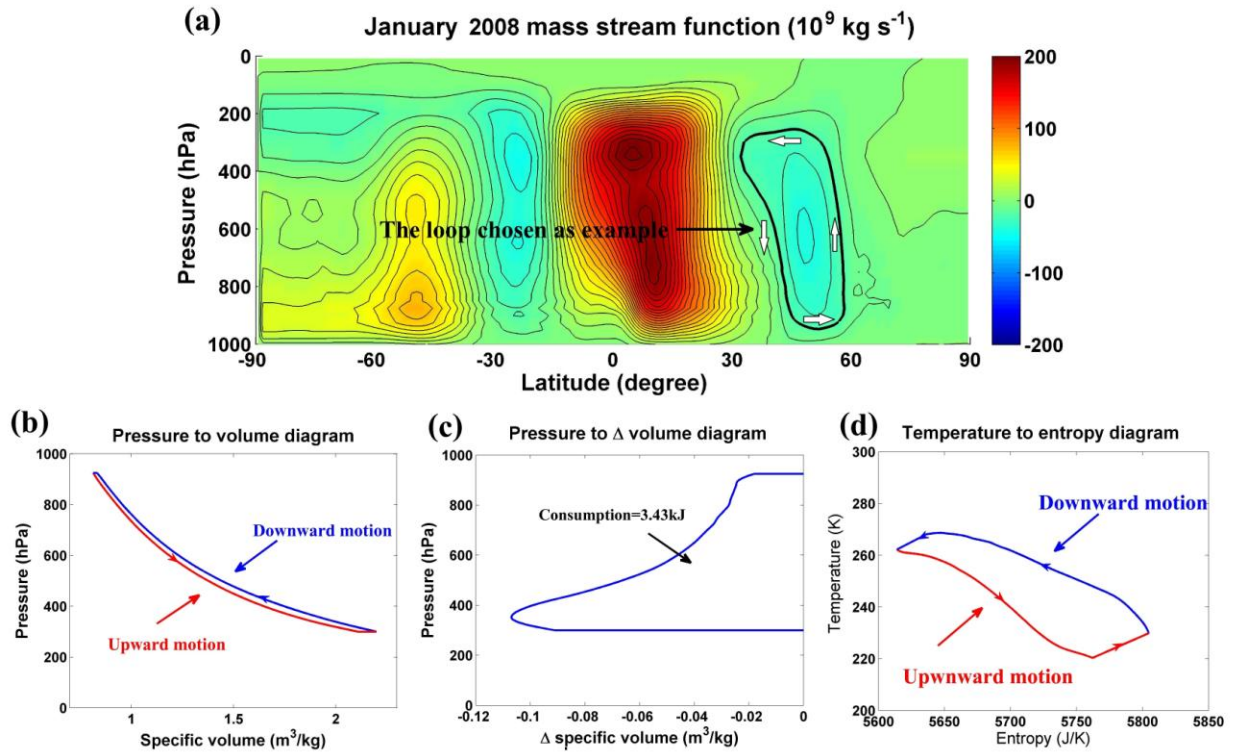 (a)
January 2008 mass stream function (10⁹ kg s⁻¹)
Pressure (hPa)
0
200
400
600
800
1000
The loop chosen as example
-90
-60
-30
0
30
60
90
Latitude (degree)
200
100
0
-100
-200
(b)
Pressure to volume diagram
Pressure (hPa)
1000
800
600
400
200
0
Downward motion
Upward motion
1
1.5
2
Specific volume (m³/kg)
(c)
Pressure to Δ volume diagram
Pressure (hPa)
1000
800
600
400
200
0
Consumption=3.43kJ
-0.12
-0.1
-0.08
-0.06
-0.04
-0.02
0
Δ specific volume (m³/kg)
(d)
Temperature to entropy diagram
Temperature (K)
300
280
260
240
220
200
Downward motion
Upwnward motion
5600
5650
5700
5750
5800
5850
Entropy (J/K)